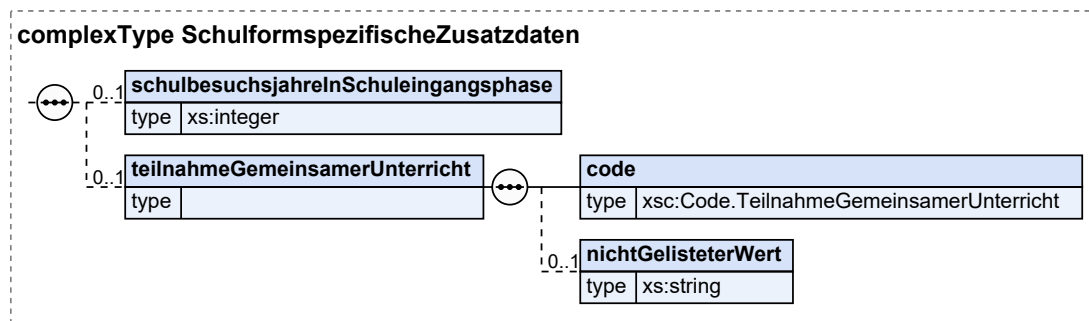 complexType SchulformspezifischeZusatzdaten
0..1
schulbesuchsjahreInSchuleingangsphase
type xs:integer
0..1
teilnahmeGemeinsamerUnterricht
type
code
type xsc:Code.TeilnahmeGemeinsamerUnterricht
0..1
nichtGelisteterWert
type xs:string